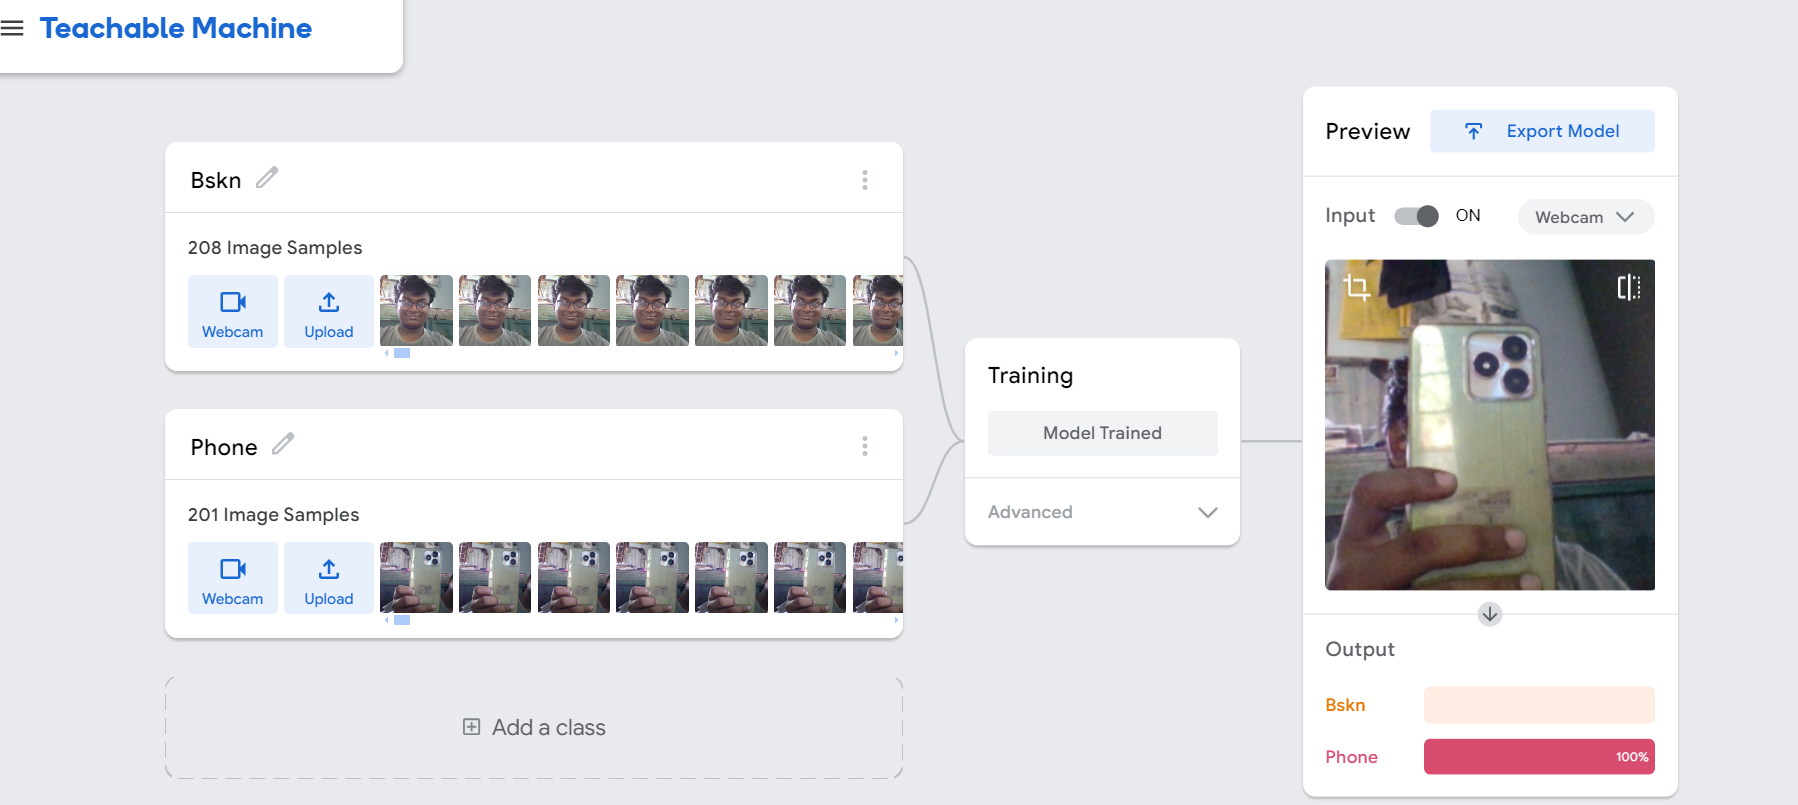 Teachable Machine
Bskn
208 Image Samples
Webcam
Upload
Phone
201 Image Samples
Webcam
Upload
Add a class
Training
Model Trained
Advanced
Preview
Export Model
Input
ON
Webcam
Output
Bskn
Phone
100%